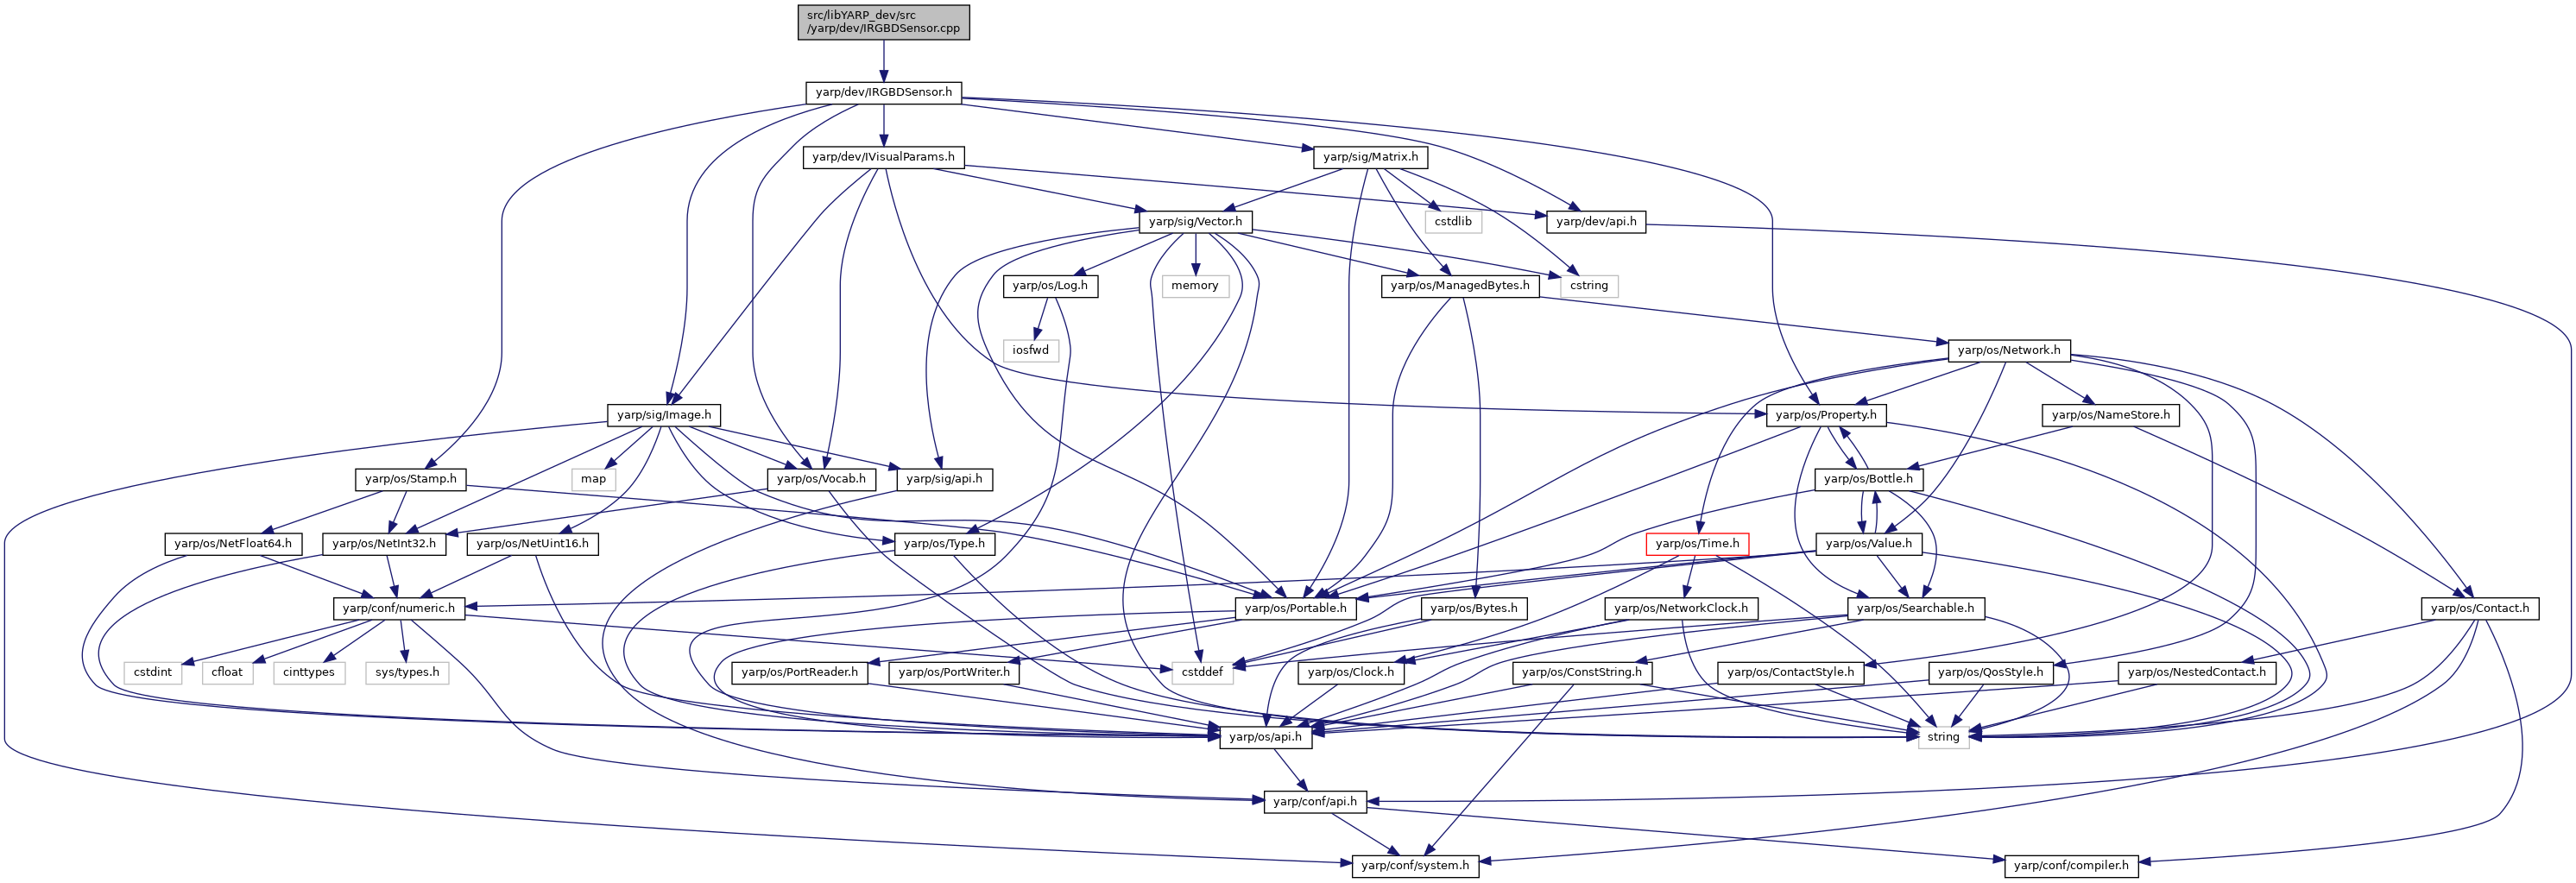 src/libYARP_dev/src
/yarp/dev/IRGBDSensor.cpp
yarp/dev/IRGBDSensor.h
yarp/dev/IVisualParams.h
yarp/sig/Matrix.h
yarp/sig/Vector.h
cstdlib
yarp/dev/api.h
yarp/os/Log.h
memory
yarp/os/ManagedBytes.h
cstring
iosfwd
yarp/os/Network.h
yarp/sig/Image.h
yarp/os/Property.h
yarp/os/NameStore.h
yarp/os/Stamp.h
map
yarp/os/Vocab.h
yarp/sig/api.h
yarp/os/Bottle.h
yarp/os/NetFloat64.h
yarp/os/NetInt32.h
yarp/os/NetUint16.h
yarp/os/Type.h
yarp/os/Time.h
yarp/os/Value.h
yarp/conf/numeric.h
yarp/os/Portable.h
yarp/os/Bytes.h
yarp/os/NetworkClock.h
yarp/os/Searchable.h
yarp/os/Contact.h
cstdint
cfloat
cinttypes
sys/types.h
yarp/os/PortReader.h
yarp/os/PortWriter.h
cstddef
yarp/os/Clock.h
yarp/os/ConstString.h
yarp/os/ContactStyle.h
yarp/os/QosStyle.h
yarp/os/NestedContact.h
yarp/os/api.h
string
yarp/conf/api.h
yarp/conf/system.h
yarp/conf/compiler.h